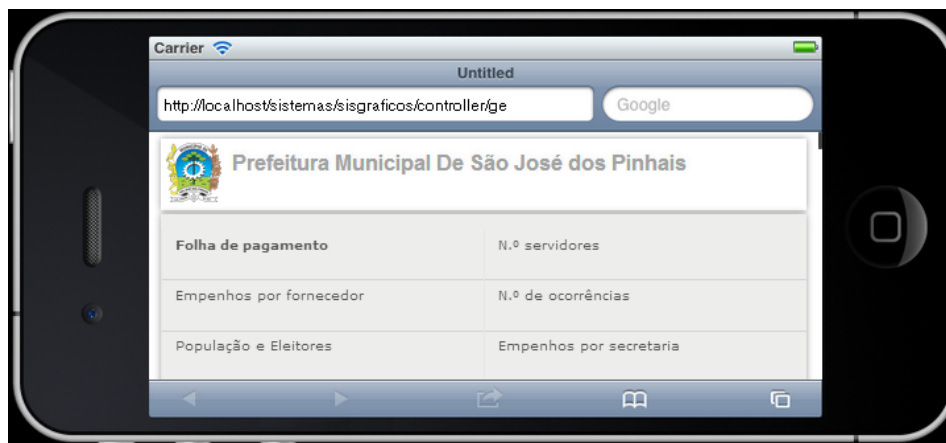 Carrier
Untitled
http://localhost/sistemas/sisgraficos/controller/ge
Google
Prefeitura Municipal De São José dos Pinhais
Folha de pagamento
N.º servidores
Empenhos por fornecedor
N.º de ocorrências
População e Eleitores
Empenhos por secretaria